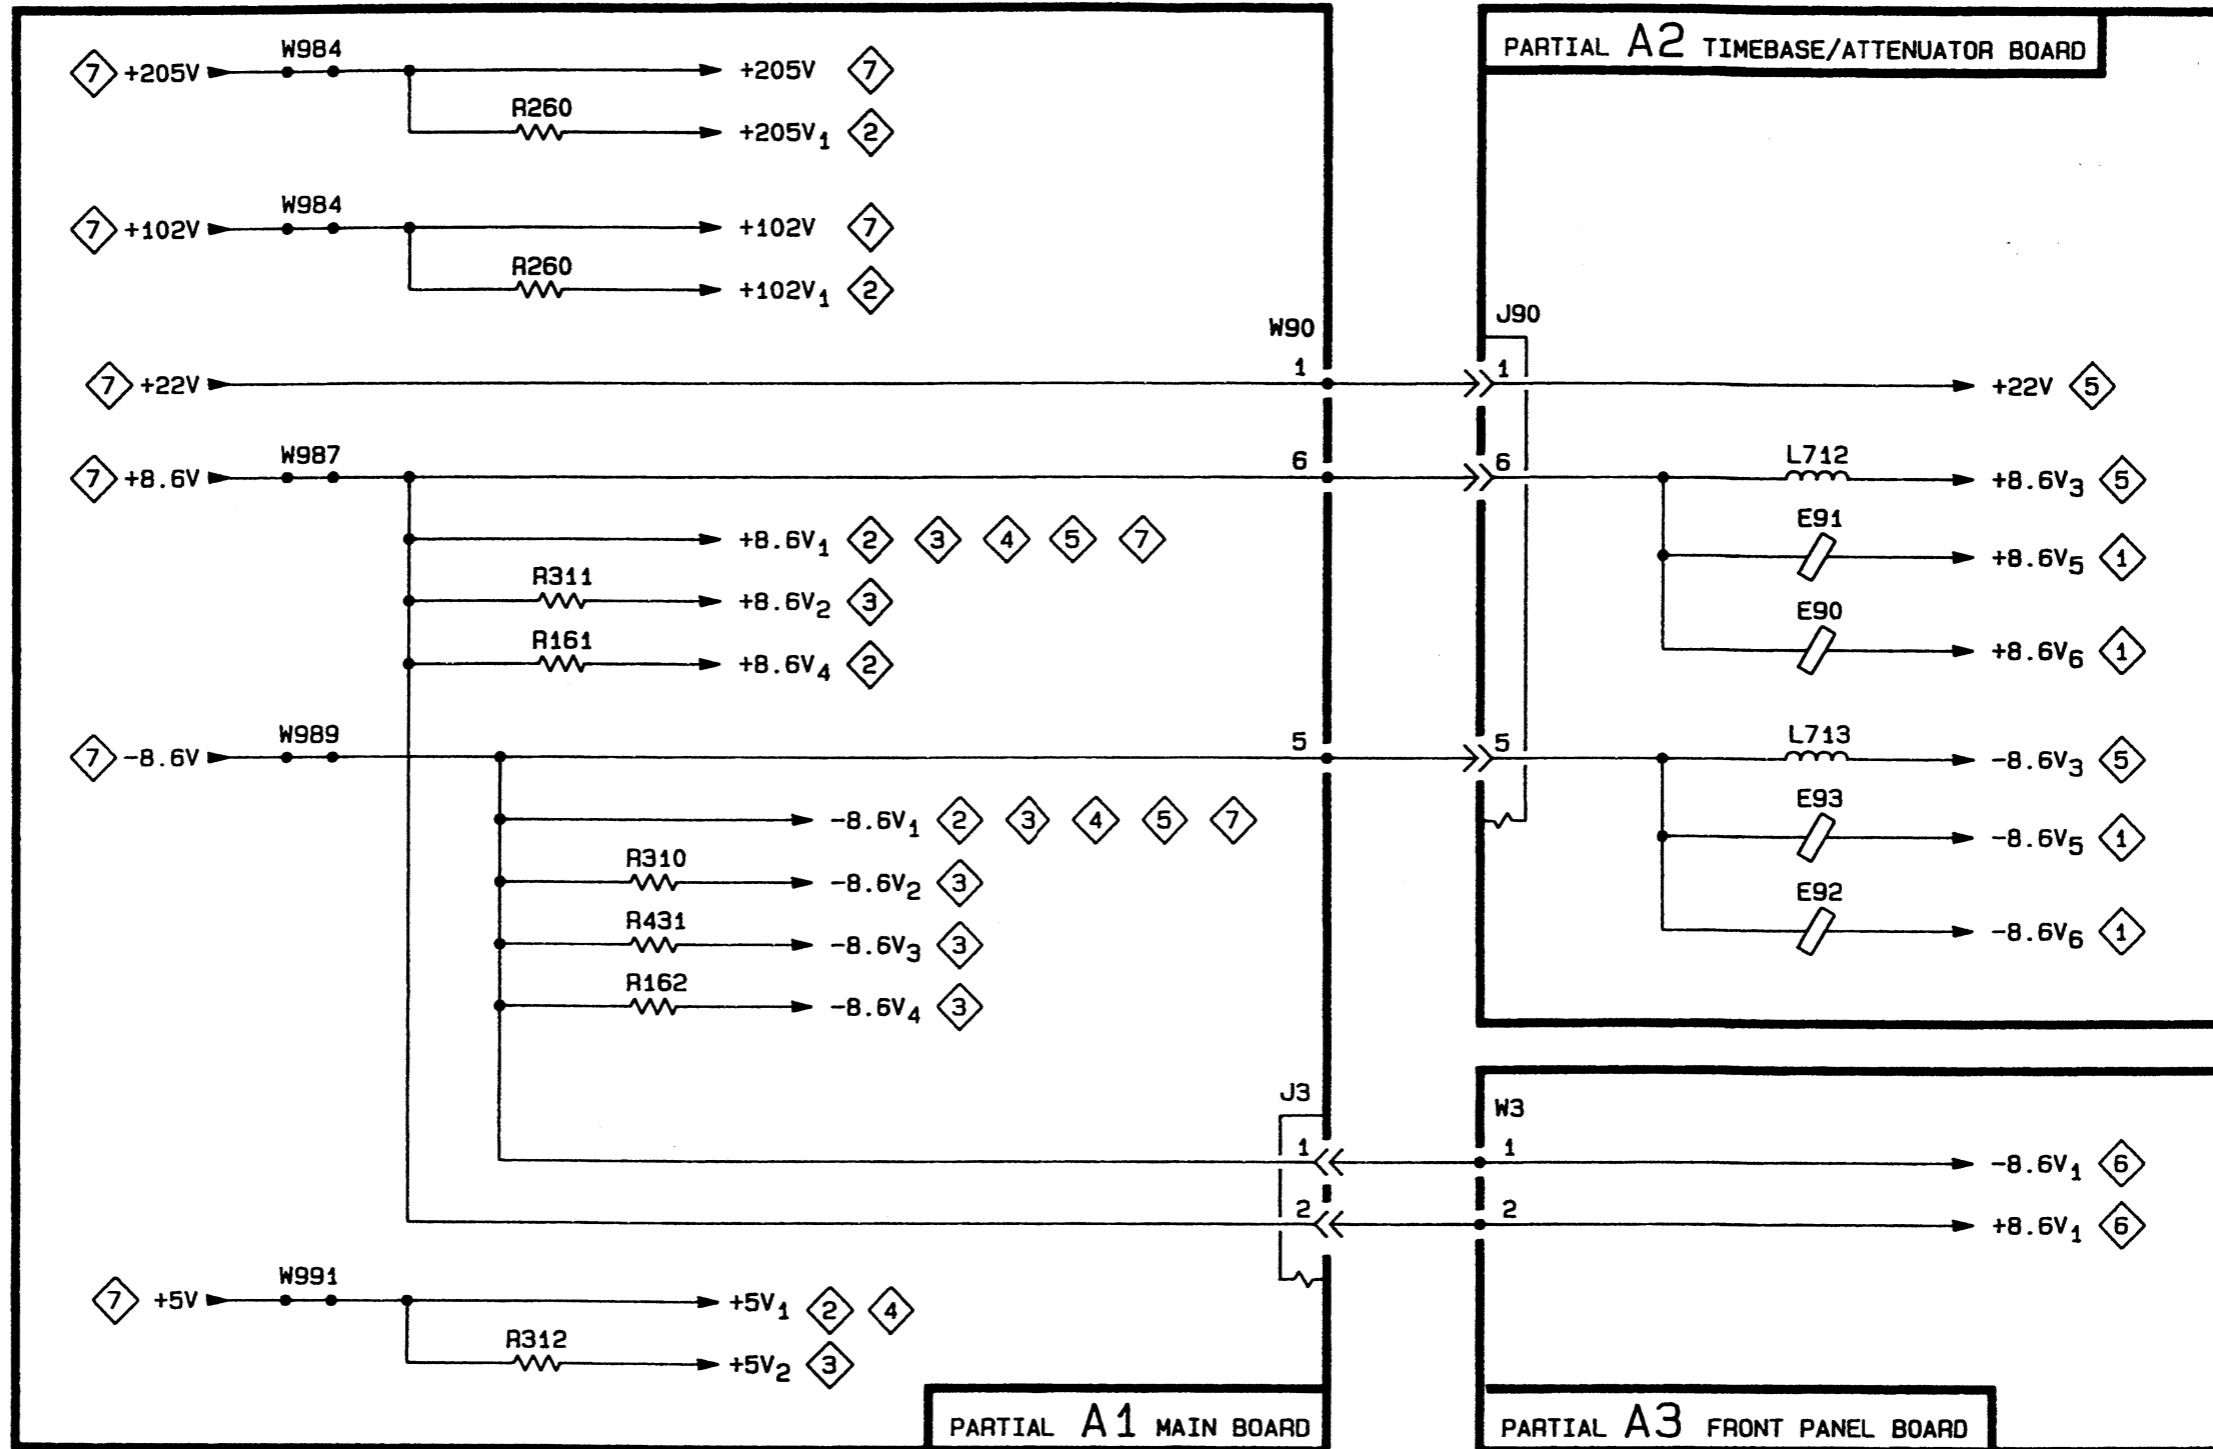 PARTIAL A2 TIMEBASE/ATTENUATOR BOARD
W984
7 +205V +205V 7
R260
+205V1 2
W984
7 +102V +102V 7
R260
+102V1 2
W90 J90
7 +22V 1 1 +22V 5
W987 L712
7 +8.6V 6 6 +8.6V3 5
+8.6V1 2 3 4 5 7
E91
+8.6V5 1
R311
+8.6V2 3
E90
+8.6V6 1
R161
+8.6V4 2
W989 L713
7 -8.6V 5 5 -8.6V3 5
-8.6V1 2 3 4 5 7
E93
-8.6V5 1
R310
-8.6V2 3
E92
-8.6V6 1
R431
-8.6V3 3
R162
-8.6V4 3
J3 W3
1 1 -8.6V1 6
2 2 +8.6V1 6
W991
7 +5V +5V1 2 4
R312
+5V2 3
PARTIAL A1 MAIN BOARD
PARTIAL A3 FRONT PANEL BOARD